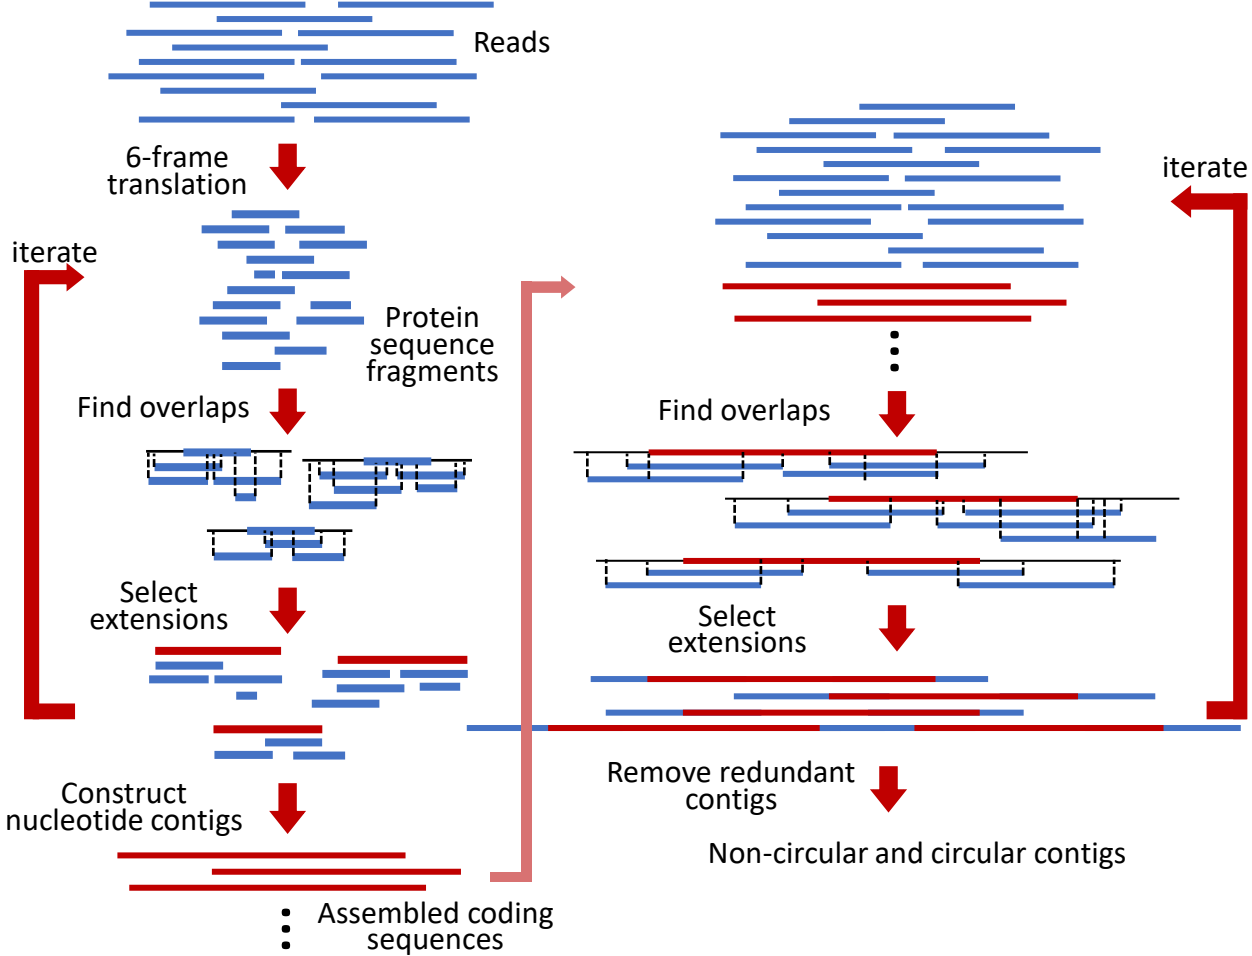 Reads
6-frame
translation
iterate
Protein
sequence
fragments
Find overlaps
Select
extensions
Construct
nucleotide contigs
Assembled coding
sequences
iterate
Find overlaps
Select
extensions
Remove redundant
contigs
Non-circular and circular contigs